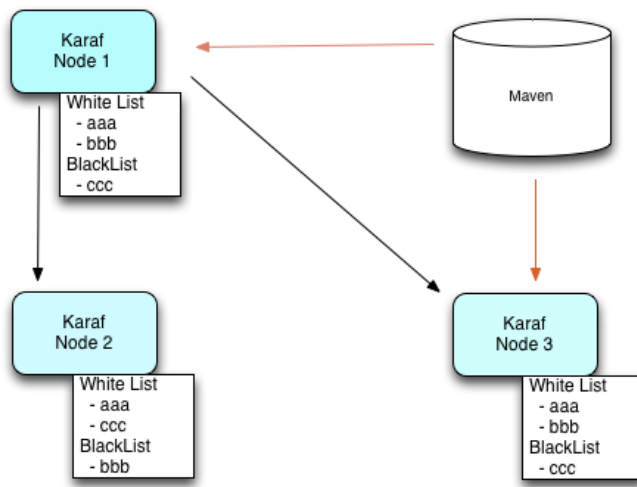 Karaf
Node 1
White List
- aaa
- bbb
BlackList
- ccc
Maven
Karaf
Node 2
White List
- aaa
- ccc
BlackList
- bbb
Karaf
Node 3
White List
- aaa
- bbb
BlackList
- ccc